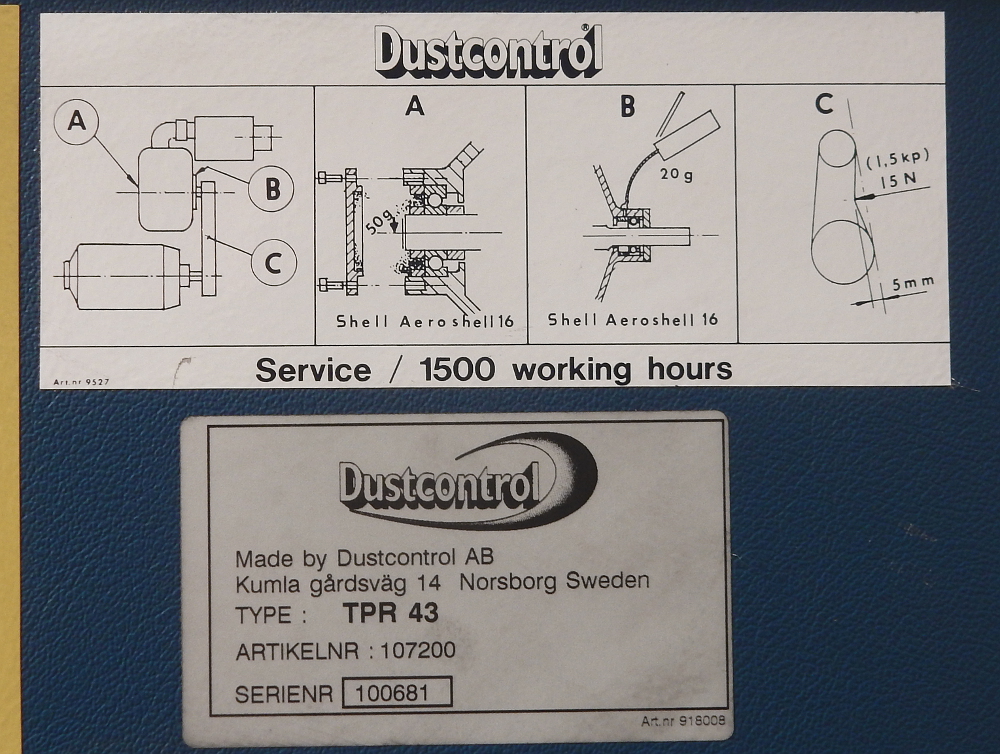 Dustcontrol®
A
B
C
A
50g
Shell Aeroshell 16
B
20g
Shell Aeroshell 16
C
(1,5kp)
15 N
5mm
Art.nr 9527
Service / 1500 working hours
Dustcontrol
Made by Dustcontrol AB
Kumla gårdsväg 14 Norsborg Sweden
TYPE : TPR 43
ARTIKELNR : 107200
SERIENR 100681
Art.nr 918008